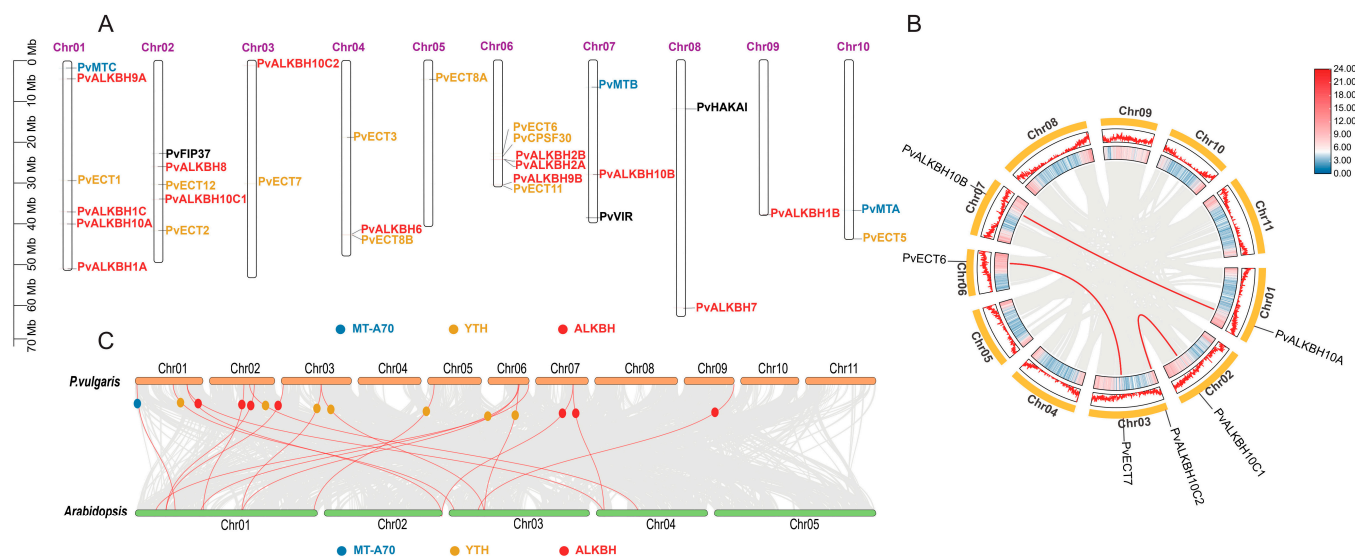 A
Chr01
Chr02
Chr03
Chr04
Chr05
Chr06
Chr07
Chr08
Chr09
Chr10
0 Mb
10 Mb
20 Mb
30 Mb
40 Mb
50 Mb
60 Mb
70 Mb
PvMTC
PvALKBH9A
PvECT1
PvALKBH1C
PvALKBH10A
PvALKBH1A
PvFIP37
PvALKBH8
PvECT12
PvALKBH10C1
PvECT2
PvALKBH10C2
PvECT7
PvECT3
PvALKBH6
PvECT8B
PvECT8A
PvECT6
PvCPSF30
PvALKBH2B
PvALKBH2A
PvALKBH9B
PvECT11
PvMTB
PvALKBH10B
PvVIR
PvHAKAI
PvALKBH7
PvALKBH1B
PvMTA
PvECT5
MT-A70
YTH
ALKBH
B
24.00
21.00
18.00
15.00
12.00
9.00
6.00
3.00
0.00
Chr09
Chr10
Chr11
Chr01
Chr02
Chr03
Chr04
Chr05
Chr06
Chr07
Chr08
PvALKBH10B
PvECT6
PvALKBH10A
PvALKBH10C1
PvALKBH10C2
PvECT7
C
Chr01
Chr02
Chr03
Chr04
Chr05
Chr06
Chr07
Chr08
Chr09
Chr10
Chr11
P.vulgaris
Arabidopsis
Chr01
Chr02
Chr03
Chr04
Chr05
MT-A70
YTH
ALKBH